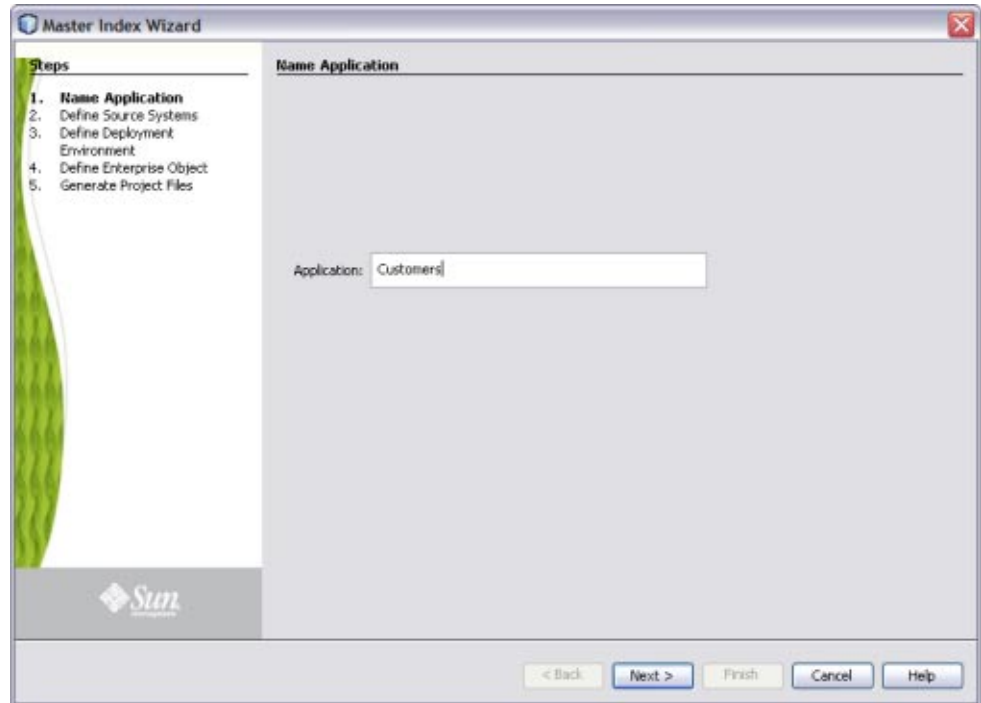 Master Index Wizard
Steps
1. Name Application
2. Define Source Systems
3. Define Deployment
Environment
4. Define Enterprise Object
5. Generate Project Files
Name Application
Application: Customers
Sun
< Back Next > Finish Cancel Help